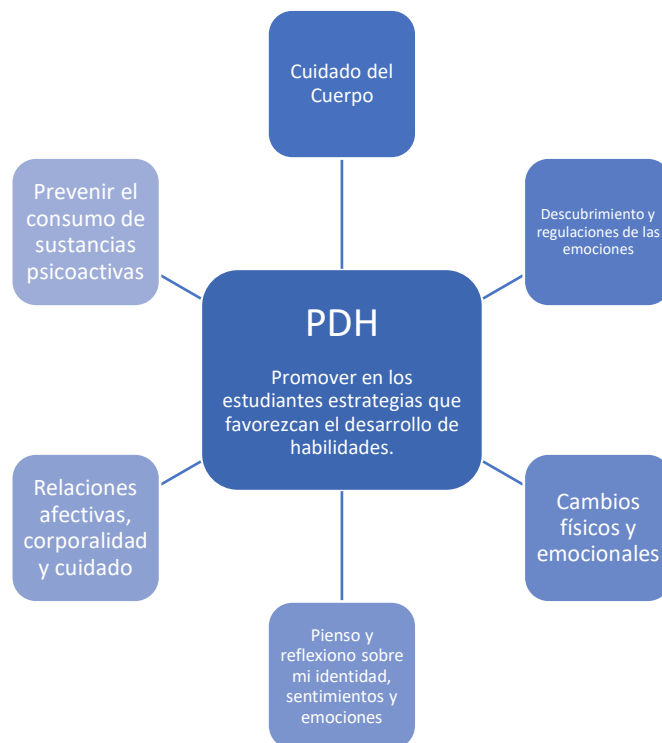 Cuidado del
Cuerpo
Descubrimiento y
regulaciones de las
emociones
Cambios
físicos y
emocionales
Pienso y
reflexiono sobre
mi identidad,
sentimientos y
emociones
Relaciones
afectivas,
corporalidad
y cuidado
Prevenir el
consumo de
sustancias
psicoactivas
PDH
Promover en los
estudiantes estrategias que
favorezcan el desarrollo de
habilidades.